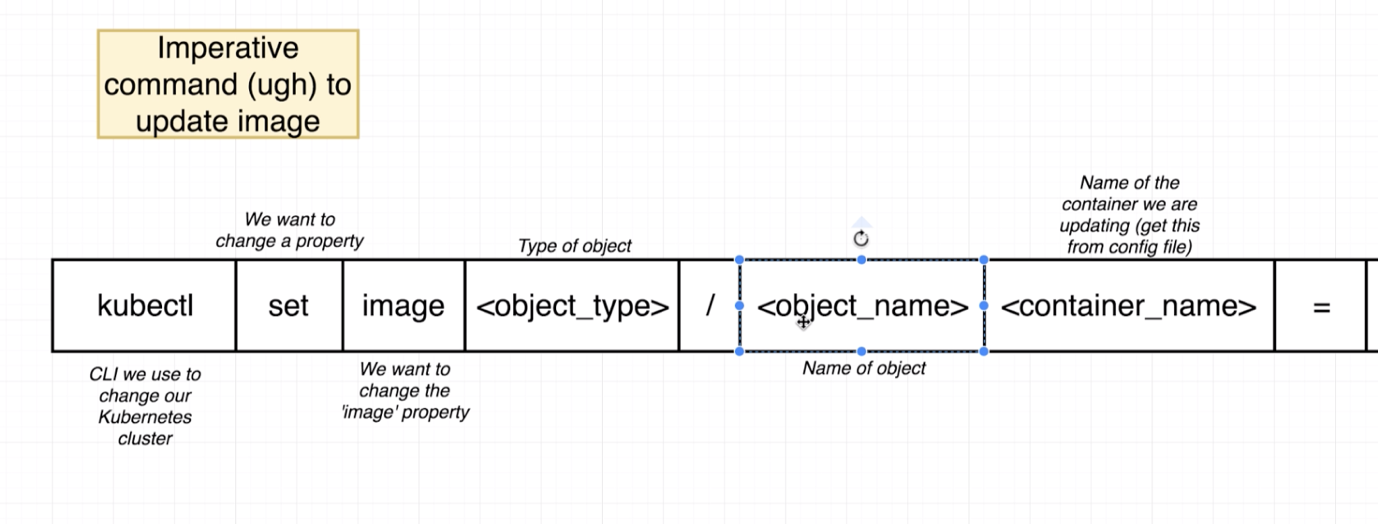 Imperative
command (ugh) to
update image
We want to
change a property
Type of object
Name of the
container we are
updating (get this
from config file)
kubectl set image <object_type> / <object_name> <container_name> =
CLI we use to
change our
Kubernetes
cluster
We want to
change the
'image' property
Name of object